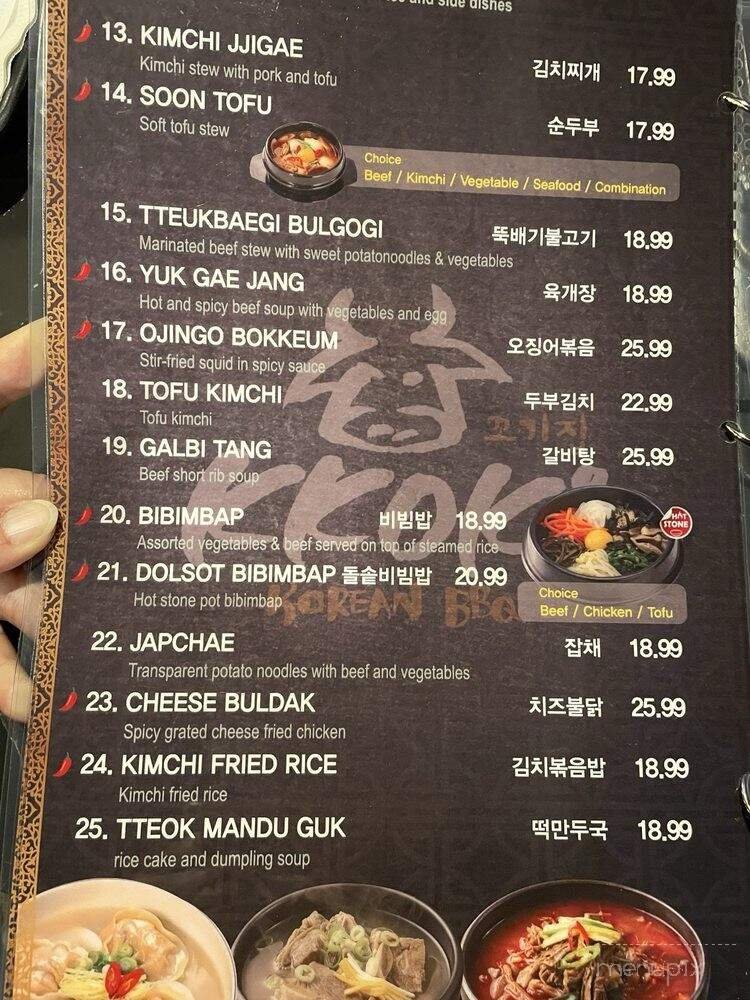 and side dishes
13. KIMCHI JJIGAE 김치찌개 17.99
Kimchi stew with pork and tofu
14. SOON TOFU 순두부 17.99
Soft tofu stew
Choice
Beef / Kimchi / Vegetable / Seafood / Combination
15. TTEUKBAEGI BULGOGI 뚝배기불고기 18.99
Marinated beef stew with sweet potatonoodles & vegetables
16. YUK GAE JANG 육개장 18.99
Hot and spicy beef soup with vegetables and egg
17. OJINGO BOKKEUM 오징어볶음 25.99
Stir-fried squid in spicy sauce
18. TOFU KIMCHI 두부김치 22.99
Tofu kimchi
꼬기지
19. GALBI TANG 갈비탕 25.99
Beef short rib soup
20. BIBIMBAP 비빔밥 18.99
Assorted vegetables & beef served on top of steamed rice
HOT STONE
21. DOLSOT BIBIMBAP 돌솥비빔밥 20.99
Hot stone pot bibimbap
KOREAN BBQ
Choice
Beef / Chicken / Tofu
22. JAPCHAE 잡채 18.99
Transparent potato noodles with beef and vegetables
23. CHEESE BULDAK 치즈불닭 25.99
Spicy grated cheese fried chicken
24. KIMCHI FRIED RICE 김치볶음밥 18.99
Kimchi fried rice
25. TTEOK MANDU GUK 떡만두국 18.99
rice cake and dumpling soup
menupix